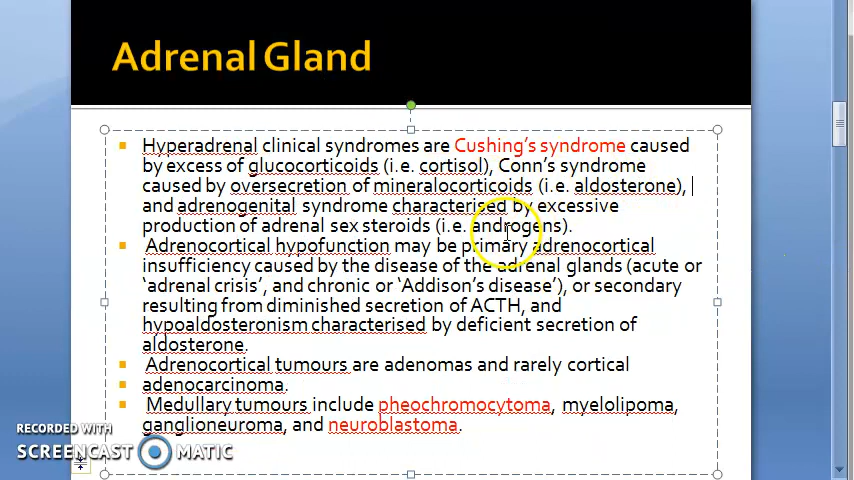 Adrenal Gland
Hyperadrenal clinical syndromes are Cushing's syndrome caused
by excess of glucocorticoids (i.e. cortisol), Conn's syndrome
caused by oversecretion of mineralocorticoids (i.e. aldosterone),
and adrenogenital syndrome characterised by excessive
production of adrenal sex steroids (i.e. androgens).
Adrenocortical hypofunction may be primary adrenocortical
insufficiency caused by the disease of the adrenal glands (acute or
‘adrenal crisis’, and chronic or ‘Addison's disease’), or secondary
resulting from diminished secretion of ACTH, and
hypoaldosteronism characterised by deficient secretion of
aldosterone.
Adrenocortical tumours are adenomas and rarely cortical
adenocarcinoma.
Medullary tumours include pheochromocytoma, myelolipoma,
ganglioneuroma, and neuroblastoma.
RECORDED WITH
SCREENCAST MATIC